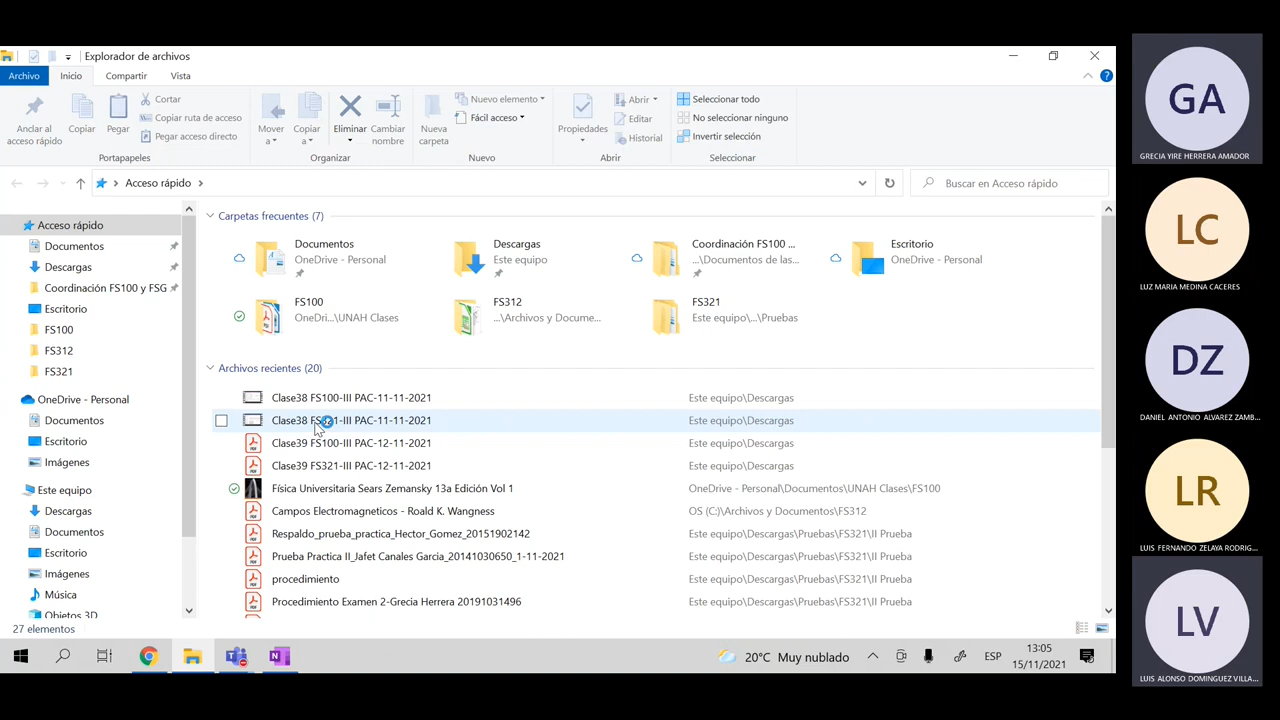 Explorador de archivos
Archivo Inicio Compartir Vista
Anclar al acceso rápido
Copiar
Pegar
Cortar
Copiar ruta de acceso
Pegar acceso directo
Portapapeles
Mover a
Copiar a
Eliminar
Cambiar nombre
Organizar
Nueva carpeta
Nuevo elemento
Fácil acceso
Nuevo
Propiedades
Abrir
Editar
Historial
Abrir
Seleccionar todo
No seleccionar ninguno
Invertir selección
Seleccionar
Acceso rápido
Buscar en Acceso rápido
Acceso rápido
Documentos
Descargas
Coordinación FS100 y FSG
Escritorio
FS100
FS312
FS321
OneDrive - Personal
Documentos
Escritorio
Imágenes
Este equipo
Descargas
Documentos
Escritorio
Imágenes
Música
Objetos 3D
Carpetas frecuentes (7)
Documentos
OneDrive - Personal
Descargas
Este equipo
Coordinación FS100 ...
...\Documentos de las...
Escritorio
OneDrive - Personal
FS100
OneDri...\UNAH Clases
FS312
...\Archivos y Docume...
FS321
Este equipo\...\Pruebas
Archivos recientes (20)
Clase38 FS100-III PAC-11-11-2021 Este equipo\Descargas
Clase38 FS321-III PAC-11-11-2021 Este equipo\Descargas
Clase39 FS100-III PAC-12-11-2021 Este equipo\Descargas
Clase39 FS321-III PAC-12-11-2021 Este equipo\Descargas
Física Universitaria Sears Zemansky 13a Edición Vol 1 OneDrive - Personal\Documentos\UNAH Clases\FS100
Campos Electromagneticos - Roald K. Wangness OS (C:)\Archivos y Documentos\FS312
Respaldo_prueba_practica_Hector_Gomez_20151902142 Este equipo\Descargas\Pruebas\FS321\II Prueba
Prueba Practica II_Jafet Canales Garcia_20141030650_1-11-2021 Este equipo\Descargas\Pruebas\FS321\II Prueba
procedimiento Este equipo\Descargas\Pruebas\FS321\II Prueba
Procedimiento Examen 2-Grecia Herrera 20191031496 Este equipo\Descargas\Pruebas\FS321\II Prueba
27 elementos
20°C Muy nublado
ESP
13:05
15/11/2021
GA
GRECIA YIRE HERRERA AMADOR
LC
LUZ MARIA MEDINA CACERES
DZ
DANIEL ANTONIO ALVAREZ ZAMB...
LR
LUIS FERNANDO ZELAYA RODRIG...
LV
LUIS ALONSO DOMINGUEZ VILLA...